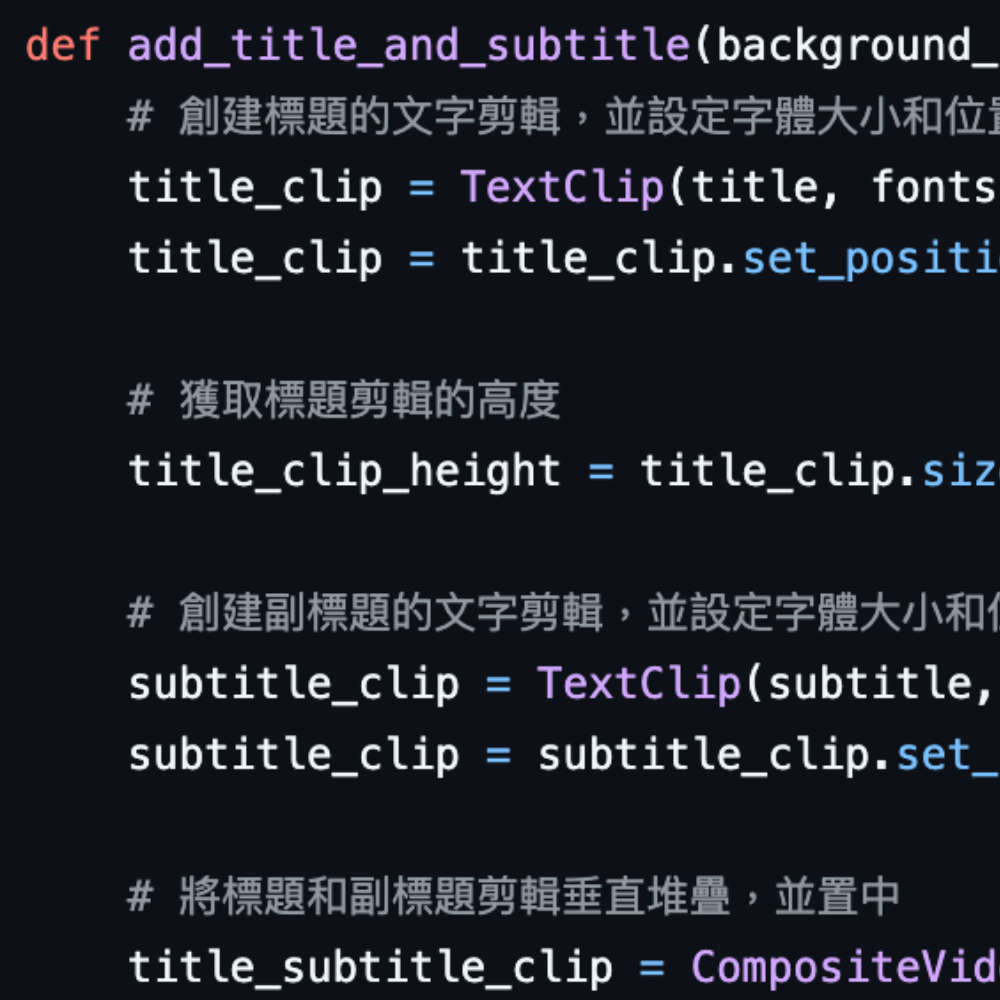 def add_title_and_subtitle(background_
# 創建標題的文字剪輯，並設定字體大小和位置
title_clip = TextClip(title, fonts
title_clip = title_clip.set_positi
# 獲取標題剪輯的高度
title_clip_height = title_clip.siz
# 創建副標題的文字剪輯，並設定字體大小和
subtitle_clip = TextClip(subtitle,
subtitle_clip = subtitle_clip.set_
# 將標題和副標題剪輯垂直堆疊，並置中
title_subtitle_clip = CompositeVid